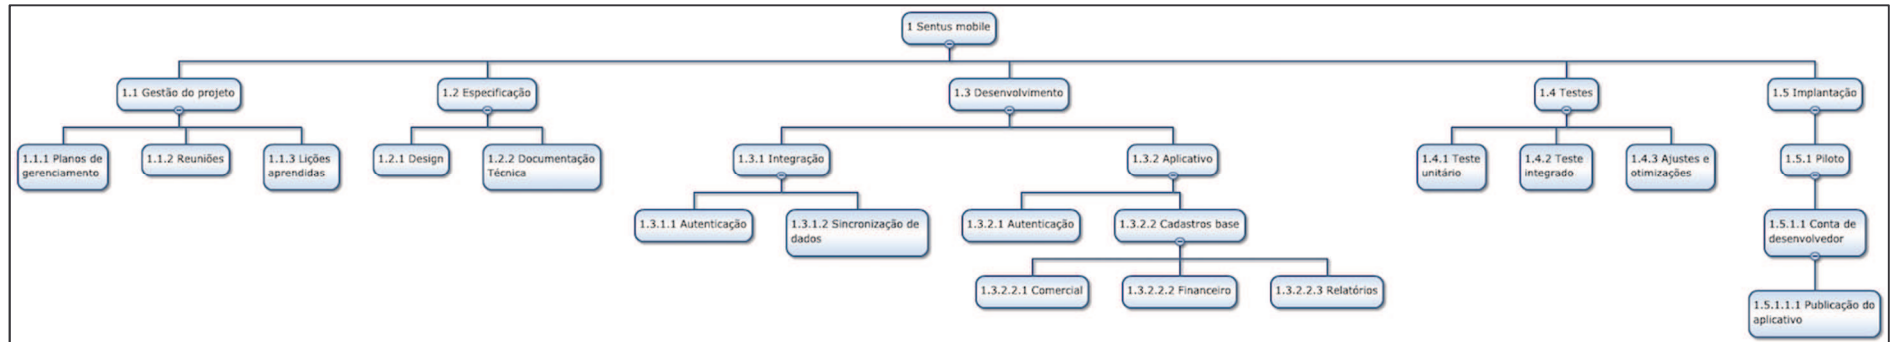 1 Sentus mobile
1.1 Gestão do projeto
1.2 Especificação
1.3 Desenvolvimento
1.4 Testes
1.5 Implantação
1.1.1 Planos de
gerenciamento
1.1.2 Reuniões
1.1.3 Lições
aprendidas
1.2.1 Design
1.2.2 Documentação
Técnica
1.3.1 Integração
1.3.2 Aplicativo
1.4.1 Teste
unitário
1.4.2 Teste
integrado
1.4.3 Ajustes e
otimizações
1.5.1 Piloto
1.3.1.1 Autenticação
1.3.1.2 Sincronização de
dados
1.3.2.1 Autenticação
1.3.2.2 Cadastros base
1.5.1.1 Conta de
desenvolvedor
1.3.2.2.1 Comercial
1.3.2.2.2 Financeiro
1.3.2.2.3 Relatórios
1.5.1.1.1 Publicação do
aplicativo